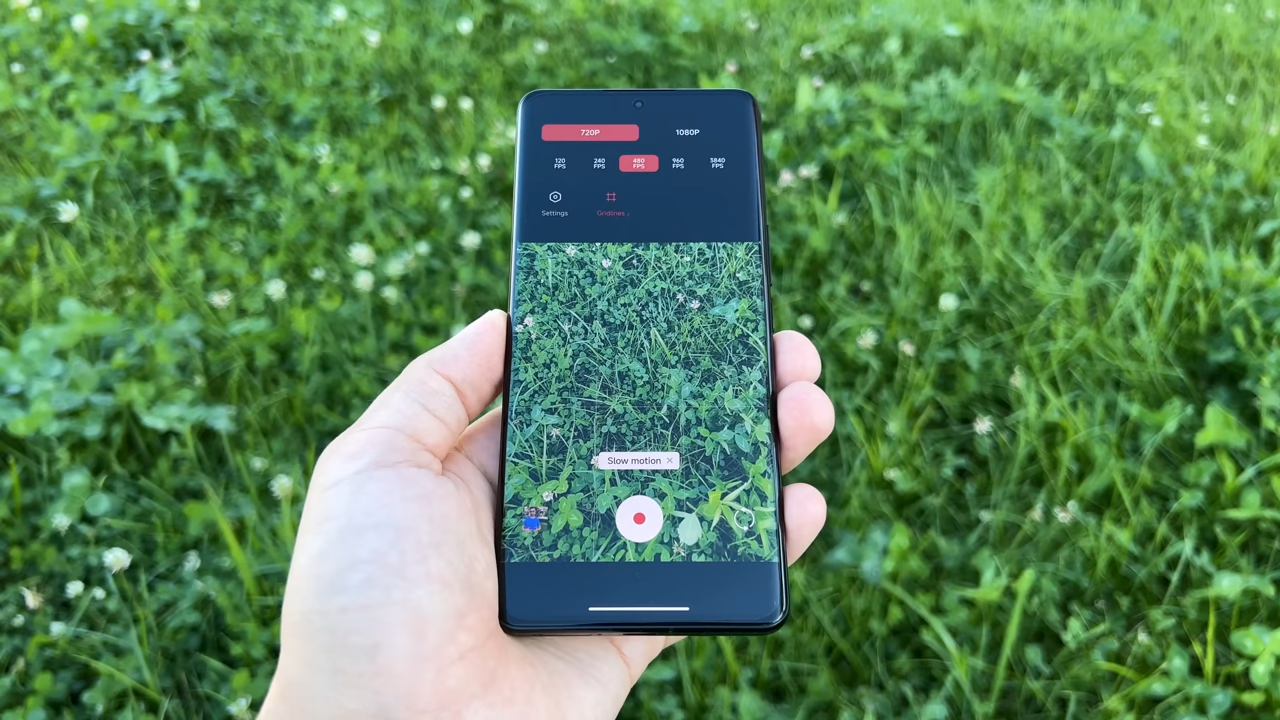 720P 1080P
120 240 480 960 3840
FPS FPS FPS FPS FPS
Settings Gridlines
Slow motion